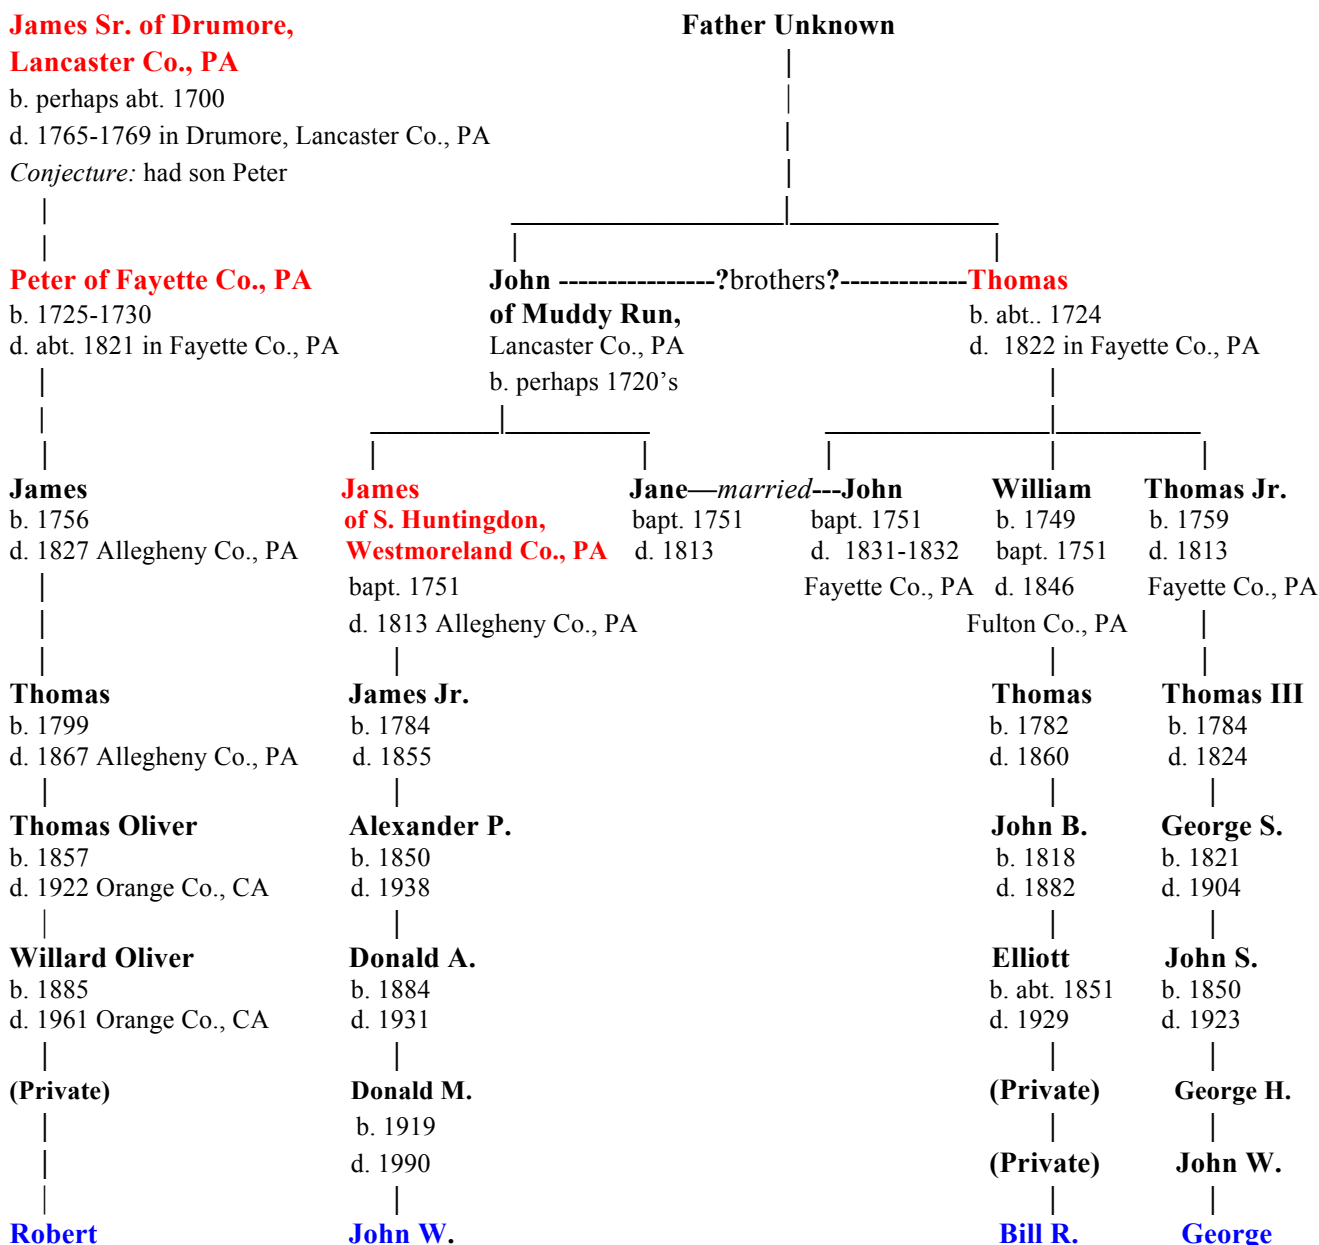 James Sr. of Drumore, Father Unknown
Lancaster Co., PA
b. perhaps abt. 1700
d. 1765-1769 in Drumore, Lancaster Co., PA
Conjecture: had son Peter
Peter of Fayette Co., PA John ----------------?brothers?-------------Thomas
b. 1725-1730 of Muddy Run, b. abt.. 1724
d. abt. 1821 in Fayette Co., PA Lancaster Co., PA d. 1822 in Fayette Co., PA
b. perhaps 1720’s
James James Jane—married---John William Thomas Jr.
b. 1756 of S. Huntingdon, bapt. 1751 bapt. 1751 b. 1749 b. 1759
d. 1827 Allegheny Co., PA Westmoreland Co., PA d. 1813 d. 1831-1832 bapt. 1751 d. 1813
bapt. 1751 Fayette Co., PA d. 1846 Fayette Co., PA
d. 1813 Allegheny Co., PA Fulton Co., PA
Thomas James Jr. Thomas Thomas III
b. 1799 b. 1784 b. 1782 b. 1784
d. 1867 Allegheny Co., PA d. 1855 d. 1860 d. 1824
Thomas Oliver Alexander P. John B. George S.
b. 1857 b. 1850 b. 1818 b. 1821
d. 1922 Orange Co., CA d. 1938 d. 1882 d. 1904
Willard Oliver Donald A. Elliott John S.
b. 1885 b. 1884 b. abt. 1851 b. 1850
d. 1961 Orange Co., CA d. 1931 d. 1929 d. 1923
(Private) Donald M. (Private) George H.
b. 1919
d. 1990 (Private) John W.
Robert John W. Bill R. George